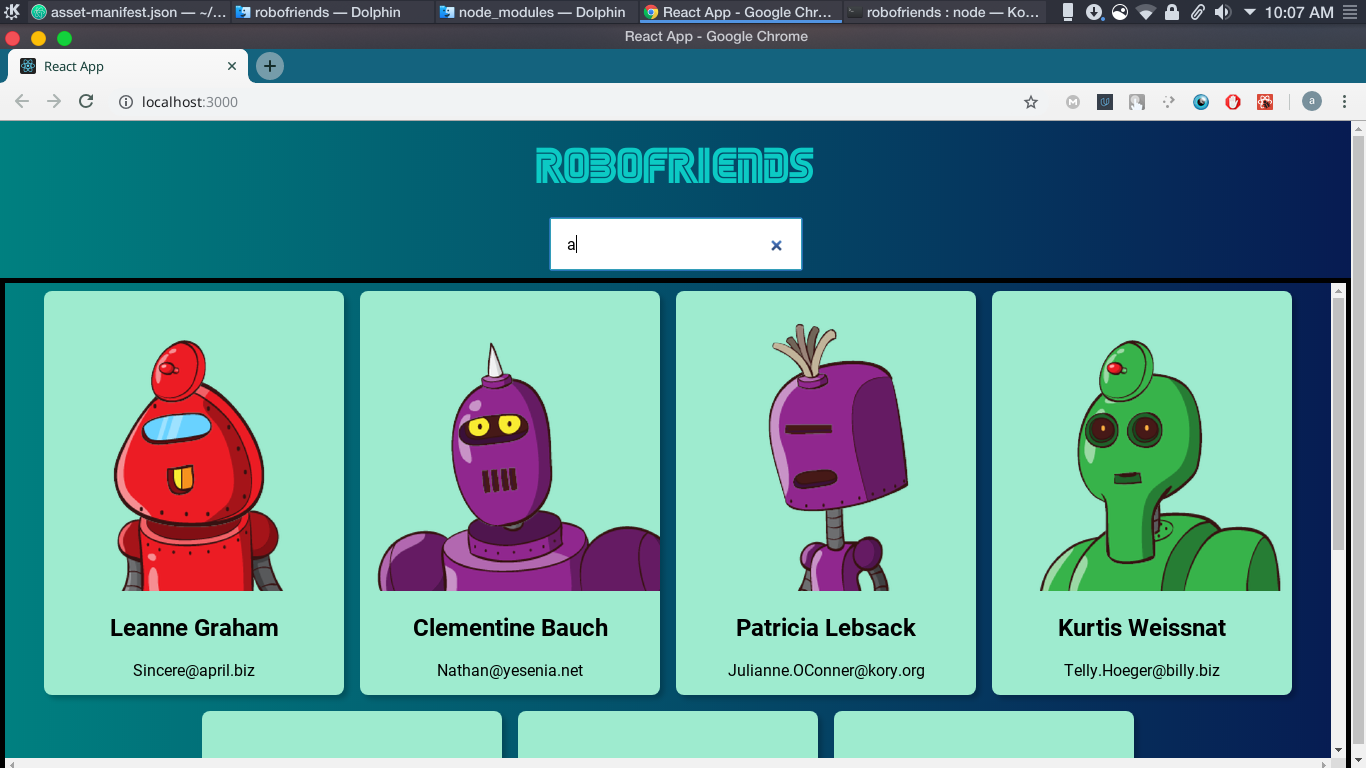 asset-manifest.json — ~/... robofriends — Dolphin node_modules — Dolphin React App - Google Chr... robofriends : node — Ko... 10:07 AM
React App - Google Chrome
React App
localhost:3000 a
ROBOFRIENDS
a
Leanne Graham Clementine Bauch Patricia Lebsack Kurtis Weissnat
Sincere@april.biz Nathan@yesenia.net Julianne.OConner@kory.org Telly.Hoeger@billy.biz